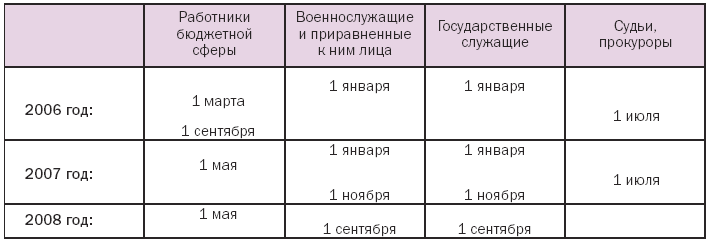 Работники
бюджетной
сферы
Военнослужащие
и приравненные
к ним лица
Государственные
служащие
Судьи,
прокуроры
2006 год:
1 марта
1 сентября
1 января
1 января
1 июля
2007 год:
1 мая
1 января
1 ноября
1 января
1 ноября
1 июля
2008 год:
1 мая
1 сентября
1 сентября